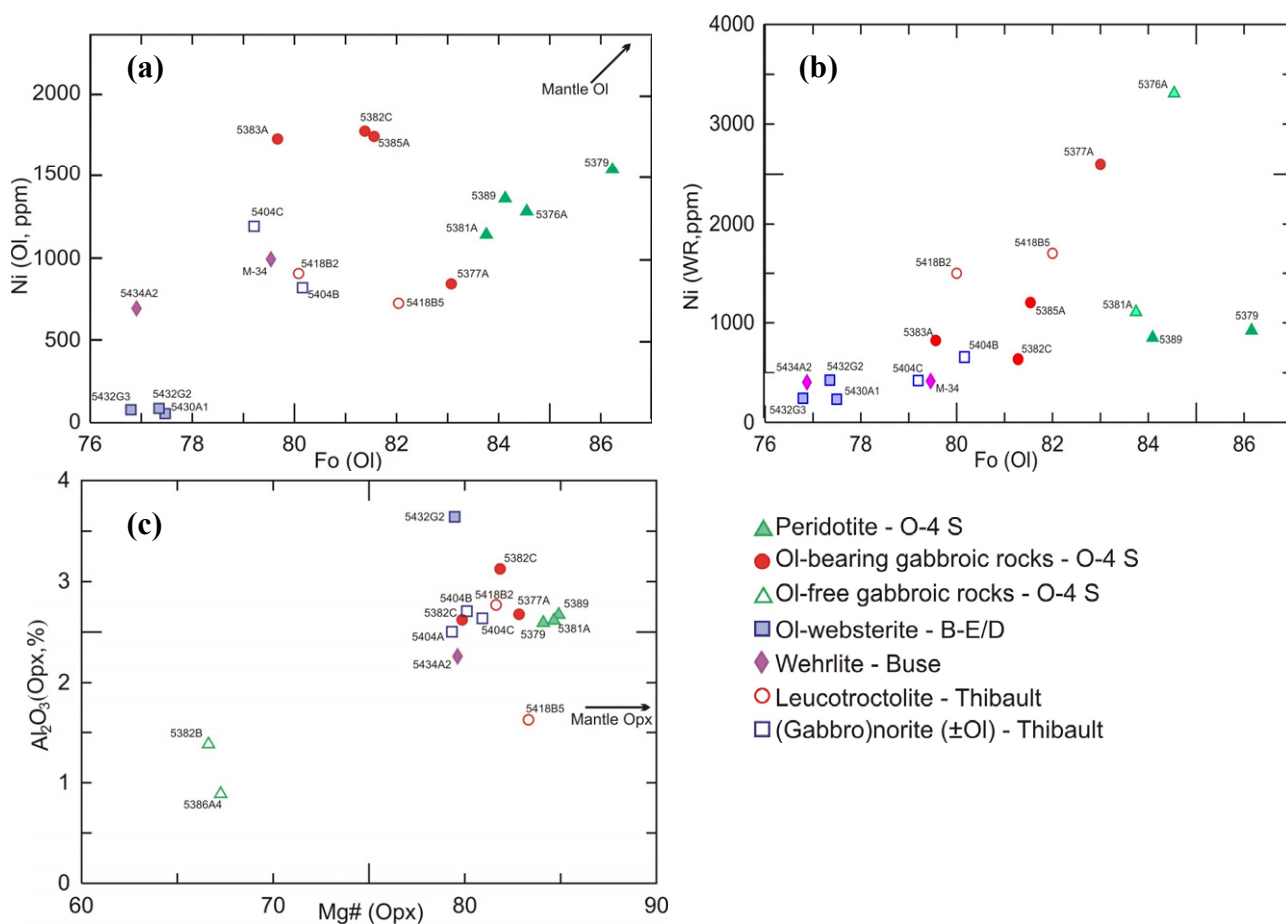 (a)
Mantle Ol
2000
1500
1000
500
0
Ni (Ol, ppm)
5383A
5382C
5385A
5379
5389
5376A
5381A
5404C
M-34
5418B2
5404B
5377A
5418B5
5434A2
5432G3
5432G2
5430A1
76 78 80 82 84 86
Fo (Ol)
(b)
4000
3000
2000
1000
0
Ni (WR,ppm)
5376A
5377A
5418B5
5418B2
5385A
5381A
5379
5389
5383A
5382C
5404B
5434A2
5432G2
5404C
M-34
5432G3
5430A1
76 78 80 82 84 86
Fo (Ol)
(c)
4
3
2
1
0
Al2O3(Opx,%)
5432G2
5382C
5404B
5418B2
5377A
5389
5382C
5404A
5404C
5379
5381A
5434A2
5418B5
Mantle Opx
5382B
5386A4
60 70 80 90
Mg# (Opx)
Peridotite - O-4 S
Ol-bearing gabbroic rocks - O-4 S
Ol-free gabbroic rocks - O-4 S
Ol-websterite - B-E/D
Wehrlite - Buse
Leucotroctolite - Thibault
(Gabbro)norite (±Ol) - Thibault